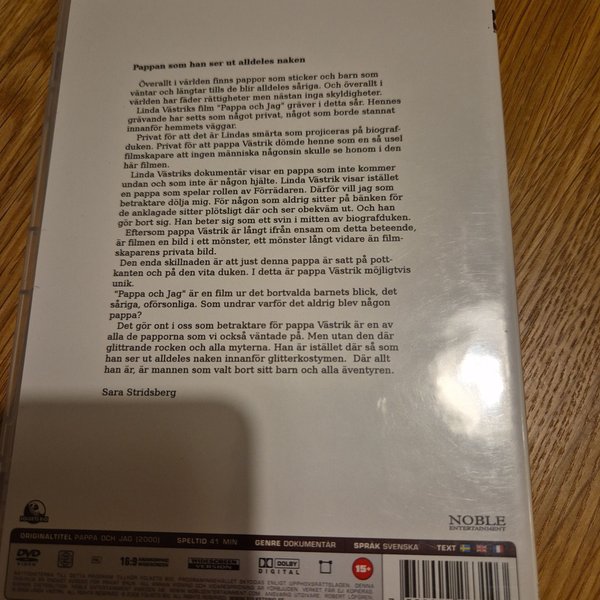 Pappan som han ser ut alldeles naken
Överallt i världen finns pappor som sticker och barn som
väntar och längtar tills de blir alldeles såriga. Och överallt i
världen har fäder rättigheter men nästan inga skyldigheter.
Linda Västriks film "Pappa och Jag" gräver i detta sår. Hennes
grävande har setts som något privat, något som borde stannat
innanför hemmets väggar.
Privat för att det är Lindas smärta som projiceras på biograf-
duken. Privat för att pappa Västrik dömde henne som en så usel
filmskapare att ingen människa någonsin skulle se honom i den
här filmen.
Linda Västriks dokumentär visar en pappa som inte kommer
undan och som inte är någon hjälte. Linda Västrik visar istället
en pappa som spelar rollen av Förrädaren. Därför vill jag som
betraktare dölja mig. För någon som aldrig sitter på bänken för
de anklagade sitter plötsligt där och ser obekväm ut. Och han
gör bort sig. Han beter sig som ett svin i mitten av biografduken.
Eftersom pappa Västrik är långt ifrån ensam om detta beteende,
är filmen en bild i ett mönster, ett mönster långt vidare än film-
skaparens privata bild.
Den enda skillnaden är att just denna pappa är satt på pott-
kanten och på den vita duken. I detta är pappa Västrik möjligtvis
unik.
"Pappa och Jag" är en film ur det bortvalda barnets blick, det
såriga, oförsonliga. Som undrar varför det aldrig blev någon
pappa?
Det gör ont i oss som betraktare för pappa Västrik är en av
alla de papporna som vi också väntade på. Men utan den där
glittrande rocken och alla myterna. Han är istället där så som
han ser ut alldeles naken innanför glitterkostymen. Där allt
han är, är mannen som valt bort sitt barn och alla äventyren.
Sara Stridsberg
NOBLE
ENTERTAINMENT
ORIGINALTITEL PAPPA OCH JAG (2000) SPELTID 41 MIN GENRE DOKUMENTÄR SPRÅK SVENSKA TEXT
DVD
VIDEO
16:9
WIDESCREEN
VERSION
DOLBY
DIGITAL
15+